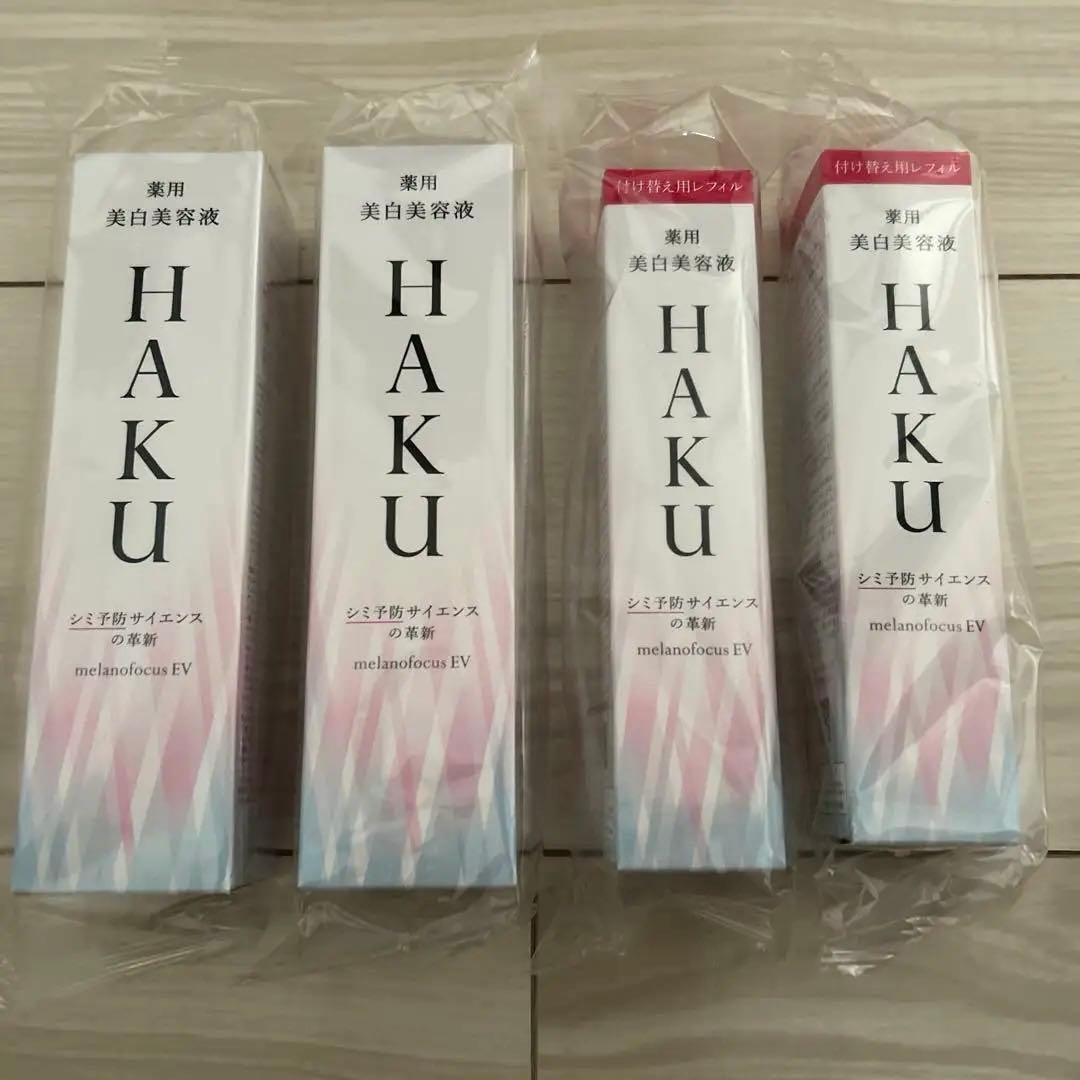 薬用
美白美容液
HAKU
シミ予防サイエンス
の革新
melanofocus EV
薬用
美白美容液
HAKU
シミ予防サイエンス
の革新
melanofocus EV
付け替え用レフィル
薬用
美白美容液
HAKU
シミ予防サイエンス
の革新
melanofocus EV
付け替え用レフィル
薬用
美白美容液
HAKU
シミ予防サイエンス
の革新
melanofocus EV